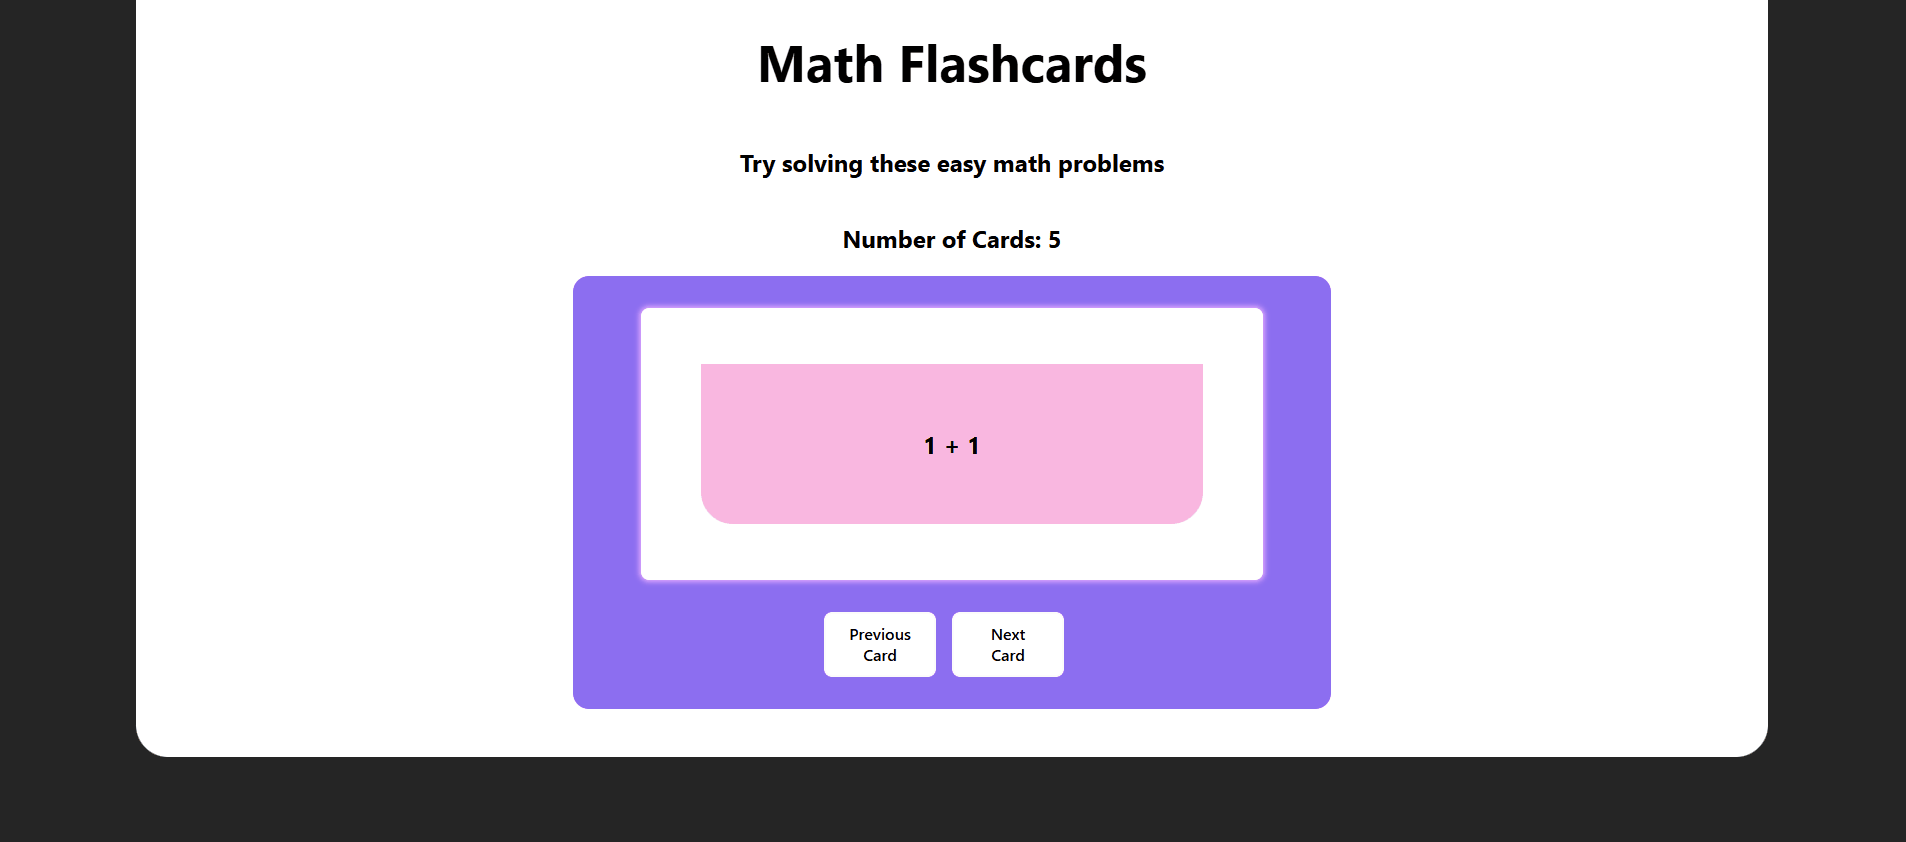 Math Flashcards
Try solving these easy math problems
Number of Cards: 5
1 + 1
Previous
Card
Next
Card